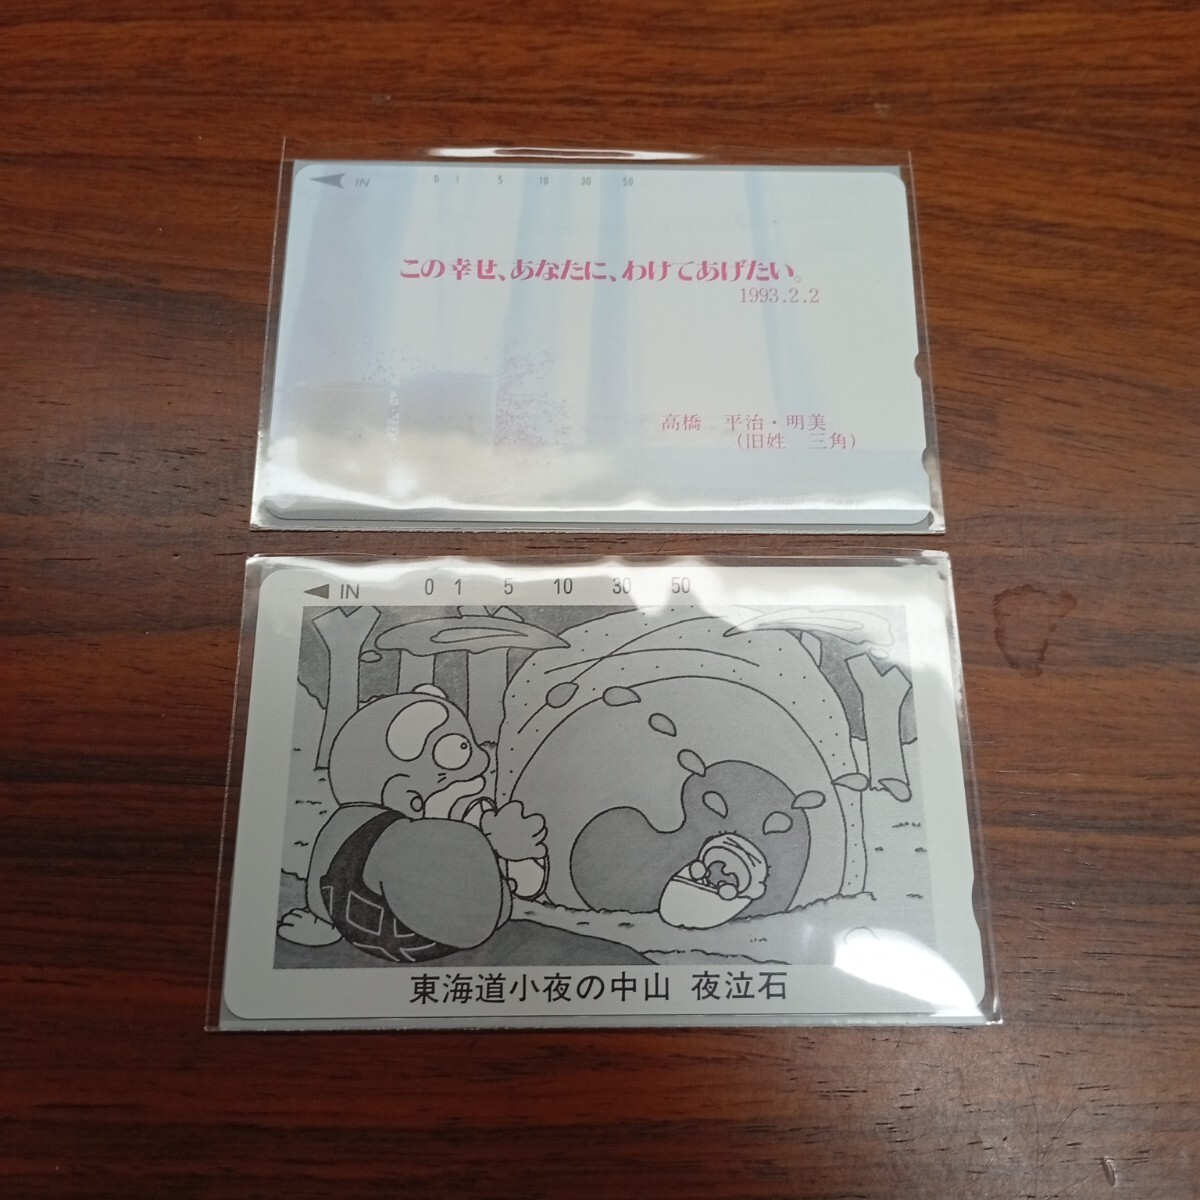 IN 0 1 5 10 30 50
この幸せ、あなたに、わけてあげたい。
1993.2.2
高橋 平治・明美
(旧姓 三角)
IN 0 1 5 10 30 50
東海道小夜の中山 夜泣石